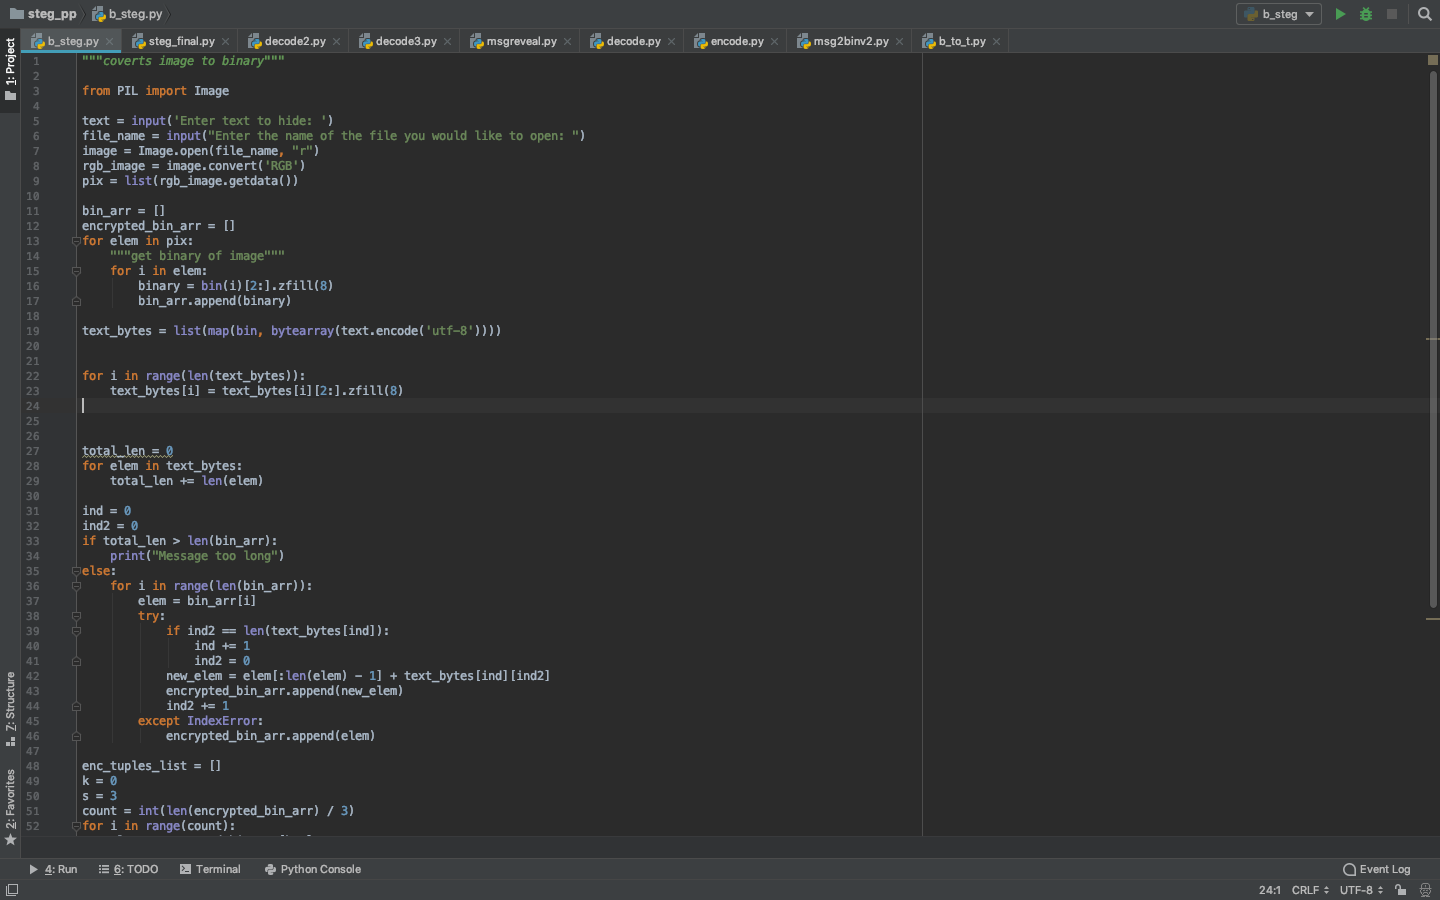 steg_pp b_steg.py b_steg
b_steg.py steg_final.py decode2.py decode3.py msgreveal.py decode.py encode.py msg2binv2.py b_to_t.py
1: Project
7: Structure
2: Favorites
1 """coverts image to binary"""
2
3 from PIL import Image
4
5 text = input('Enter text to hide: ')
6 file_name = input("Enter the name of the file you would like to open: ")
7 image = Image.open(file_name, "r")
8 rgb_image = image.convert('RGB')
9 pix = list(rgb_image.getdata())
10
11 bin_arr = []
12 encrypted_bin_arr = []
13 for elem in pix:
14     """get binary of image"""
15     for i in elem:
16         binary = bin(i)[2:].zfill(8)
17         bin_arr.append(binary)
18
19 text_bytes = list(map(bin, bytearray(text.encode('utf-8'))))
20
21
22 for i in range(len(text_bytes)):
23     text_bytes[i] = text_bytes[i][2:].zfill(8)
24
25
26
27 total_len = 0
28 for elem in text_bytes:
29     total_len += len(elem)
30
31 ind = 0
32 ind2 = 0
33 if total_len > len(bin_arr):
34     print("Message too long")
35 else:
36     for i in range(len(bin_arr)):
37         elem = bin_arr[i]
38         try:
39             if ind2 == len(text_bytes[ind]):
40                 ind += 1
41                 ind2 = 0
42             new_elem = elem[:len(elem) - 1] + text_bytes[ind][ind2]
43             encrypted_bin_arr.append(new_elem)
44             ind2 += 1
45         except IndexError:
46             encrypted_bin_arr.append(elem)
47
48 enc_tuples_list = []
49 k = 0
50 s = 3
51 count = int(len(encrypted_bin_arr) / 3)
52 for i in range(count):
4: Run 6: TODO Terminal Python Console Event Log
24:1 CRLF UTF-8